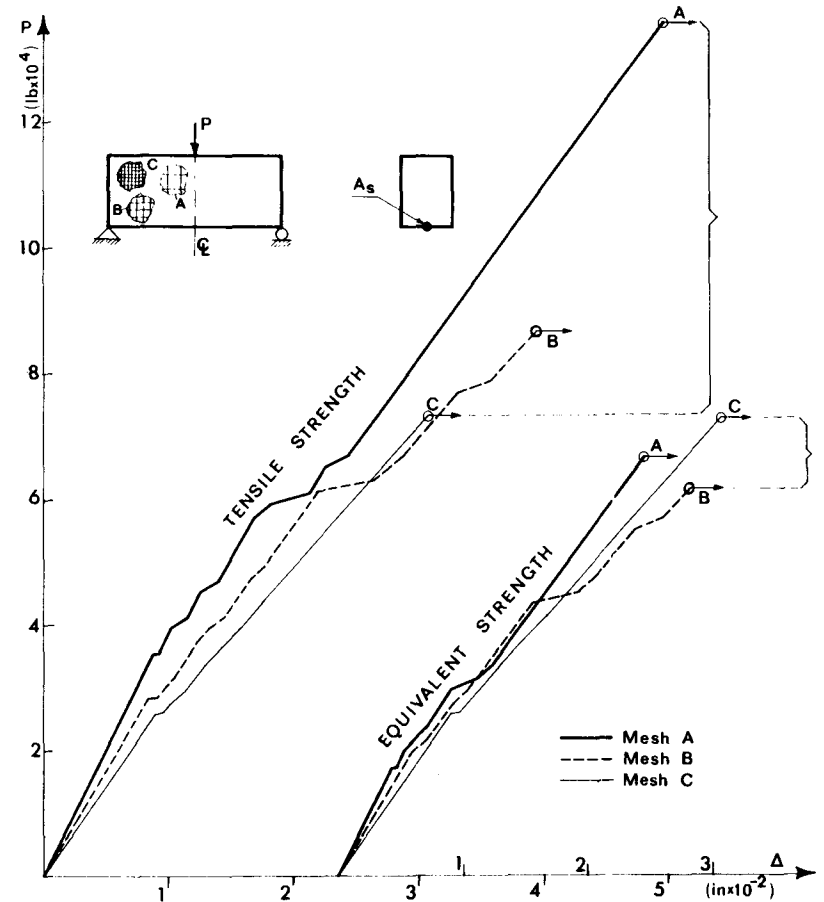 P
(lb×10⁴)
12
10
8
6
4
2
P
C
B
A
℄
Aₛ
A
B
C
TENSILE STRENGTH
C
A
B
EQUIVALENT STRENGTH
Mesh A
Mesh B
Mesh C
1 2 3 Δ
1 2 3 4 5 (in×10⁻²)